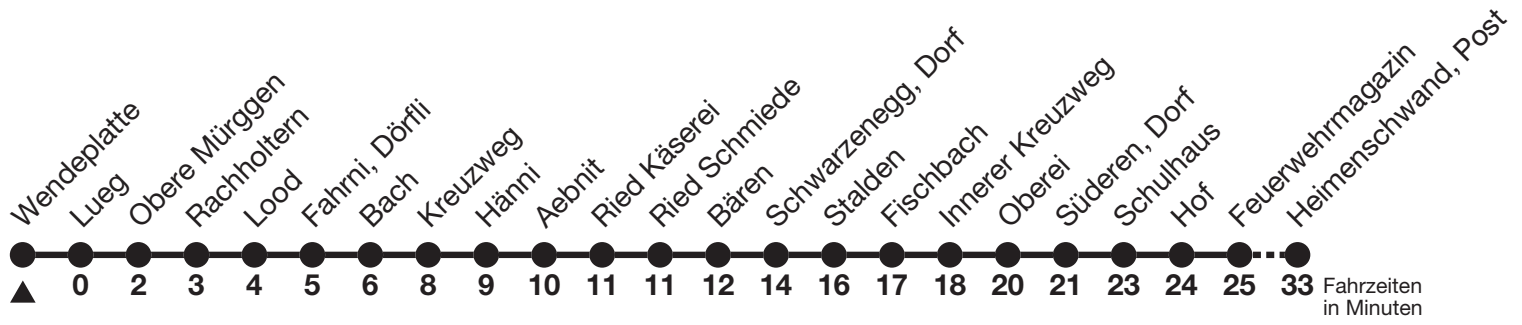 Wendeplatte
Lueg
Obere Mürggen
Rachholtern
Lood
Fahrni, Dörfli
Bach
Kreuzweg
Hänni
Aebnit
Ried Käserei
Ried Schmiede
Bären
Schwarzenegg, Dorf
Stalden
Fischbach
Innerer Kreuzweg
Oberei
Süderen, Dorf
Schulhaus
Hof
Feuerwehrmagazin
Heimenschwand, Post
0 2 3 4 5 6 8 9 10 11 11 12 14 16 17 18 20 21 23 24 25 33 Fahrzeiten
in Minuten